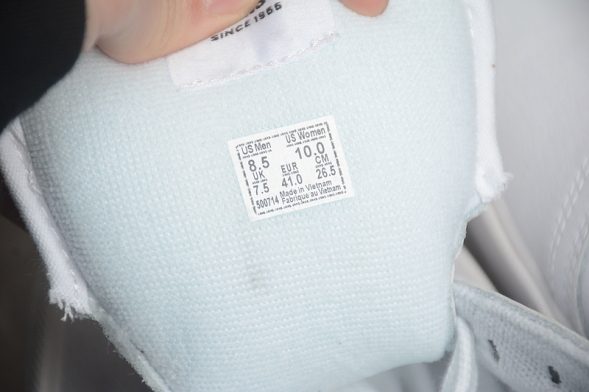 SINCE 1966
US Men US Women
8.5 10.0
UK EUR CM
7.5 41.0 26.5
500714 Made in Vietnam
Fabriqué au Vietnam